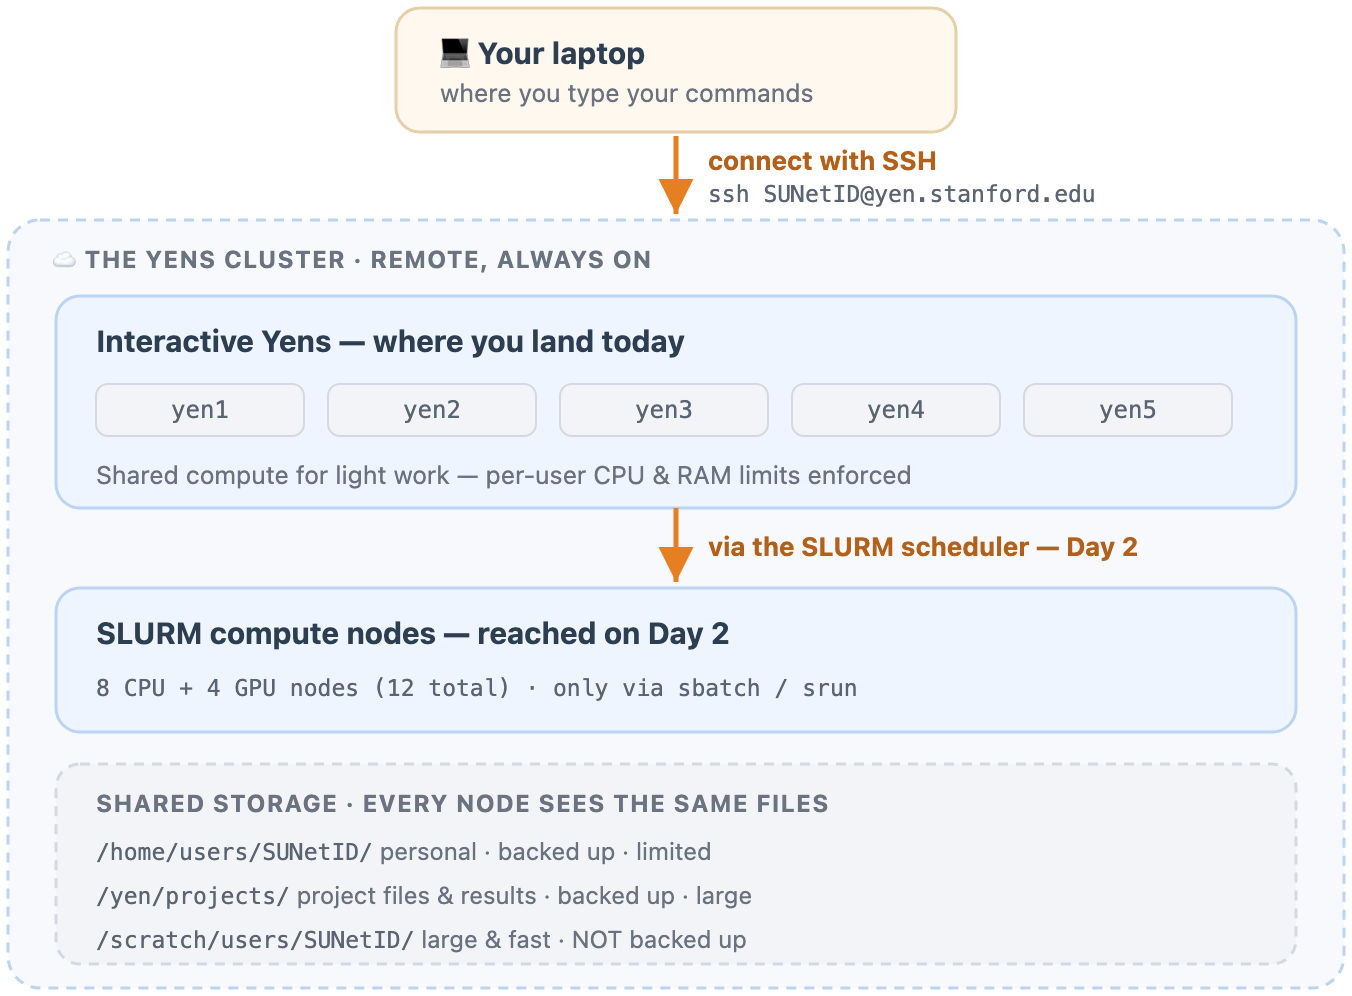 Your laptop
where you type your commands
connect with SSH
ssh SUNetID@yen.stanford.edu
THE YENS CLUSTER · REMOTE, ALWAYS ON
Interactive Yens — where you land today
yen1 yen2 yen3 yen4 yen5
Shared compute for light work — per-user CPU & RAM limits enforced
via the SLURM scheduler — Day 2
SLURM compute nodes — reached on Day 2
8 CPU + 4 GPU nodes (12 total) · only via sbatch / srun
SHARED STORAGE · EVERY NODE SEES THE SAME FILES
/home/users/SUNetID/ personal · backed up · limited
/yen/projects/ project files & results · backed up · large
/scratch/users/SUNetID/ large & fast · NOT backed up